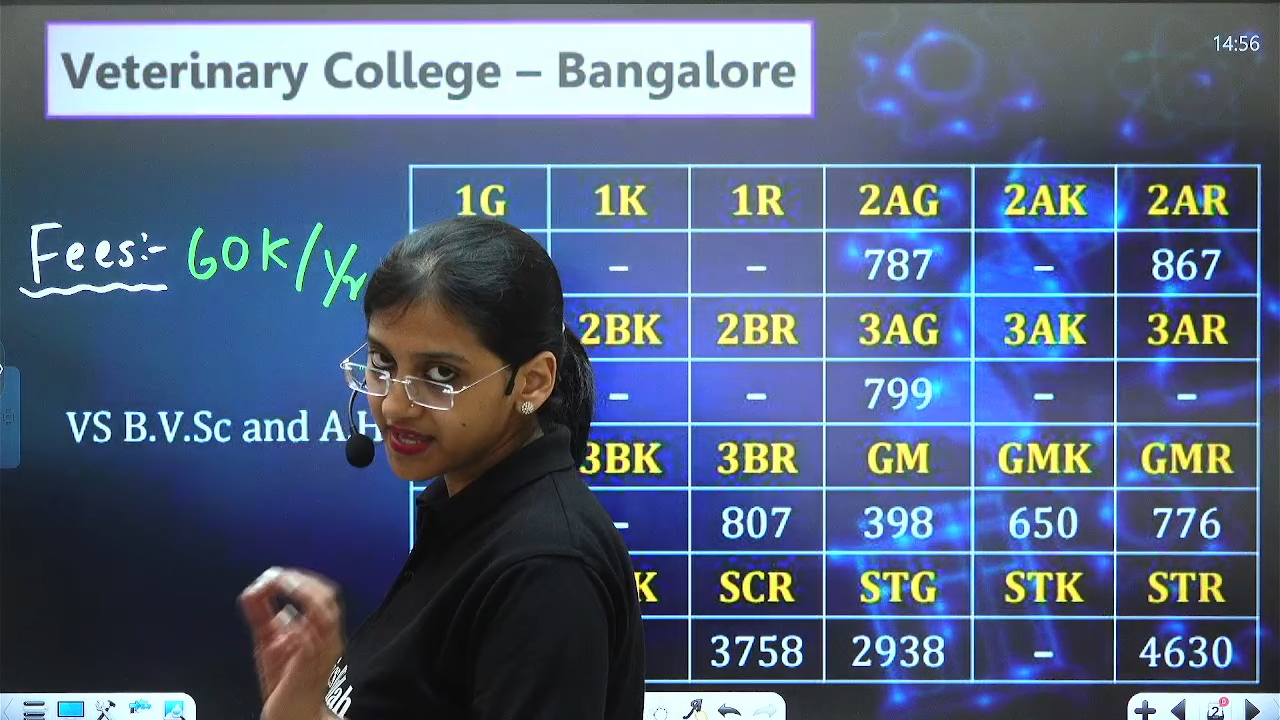 14:56
Veterinary College – Bangalore
1G 1K 1R 2AG 2AK 2AR
Fees:- 60K/Yr
– – 787 – 867
2BK 2BR 3AG 3AK 3AR
– – 799 – –
VS B.V.Sc and A.H
3BK 3BR GM GMK GMR
– 807 398 650 776
K SCR STG STK STR
3758 2938 – 4630